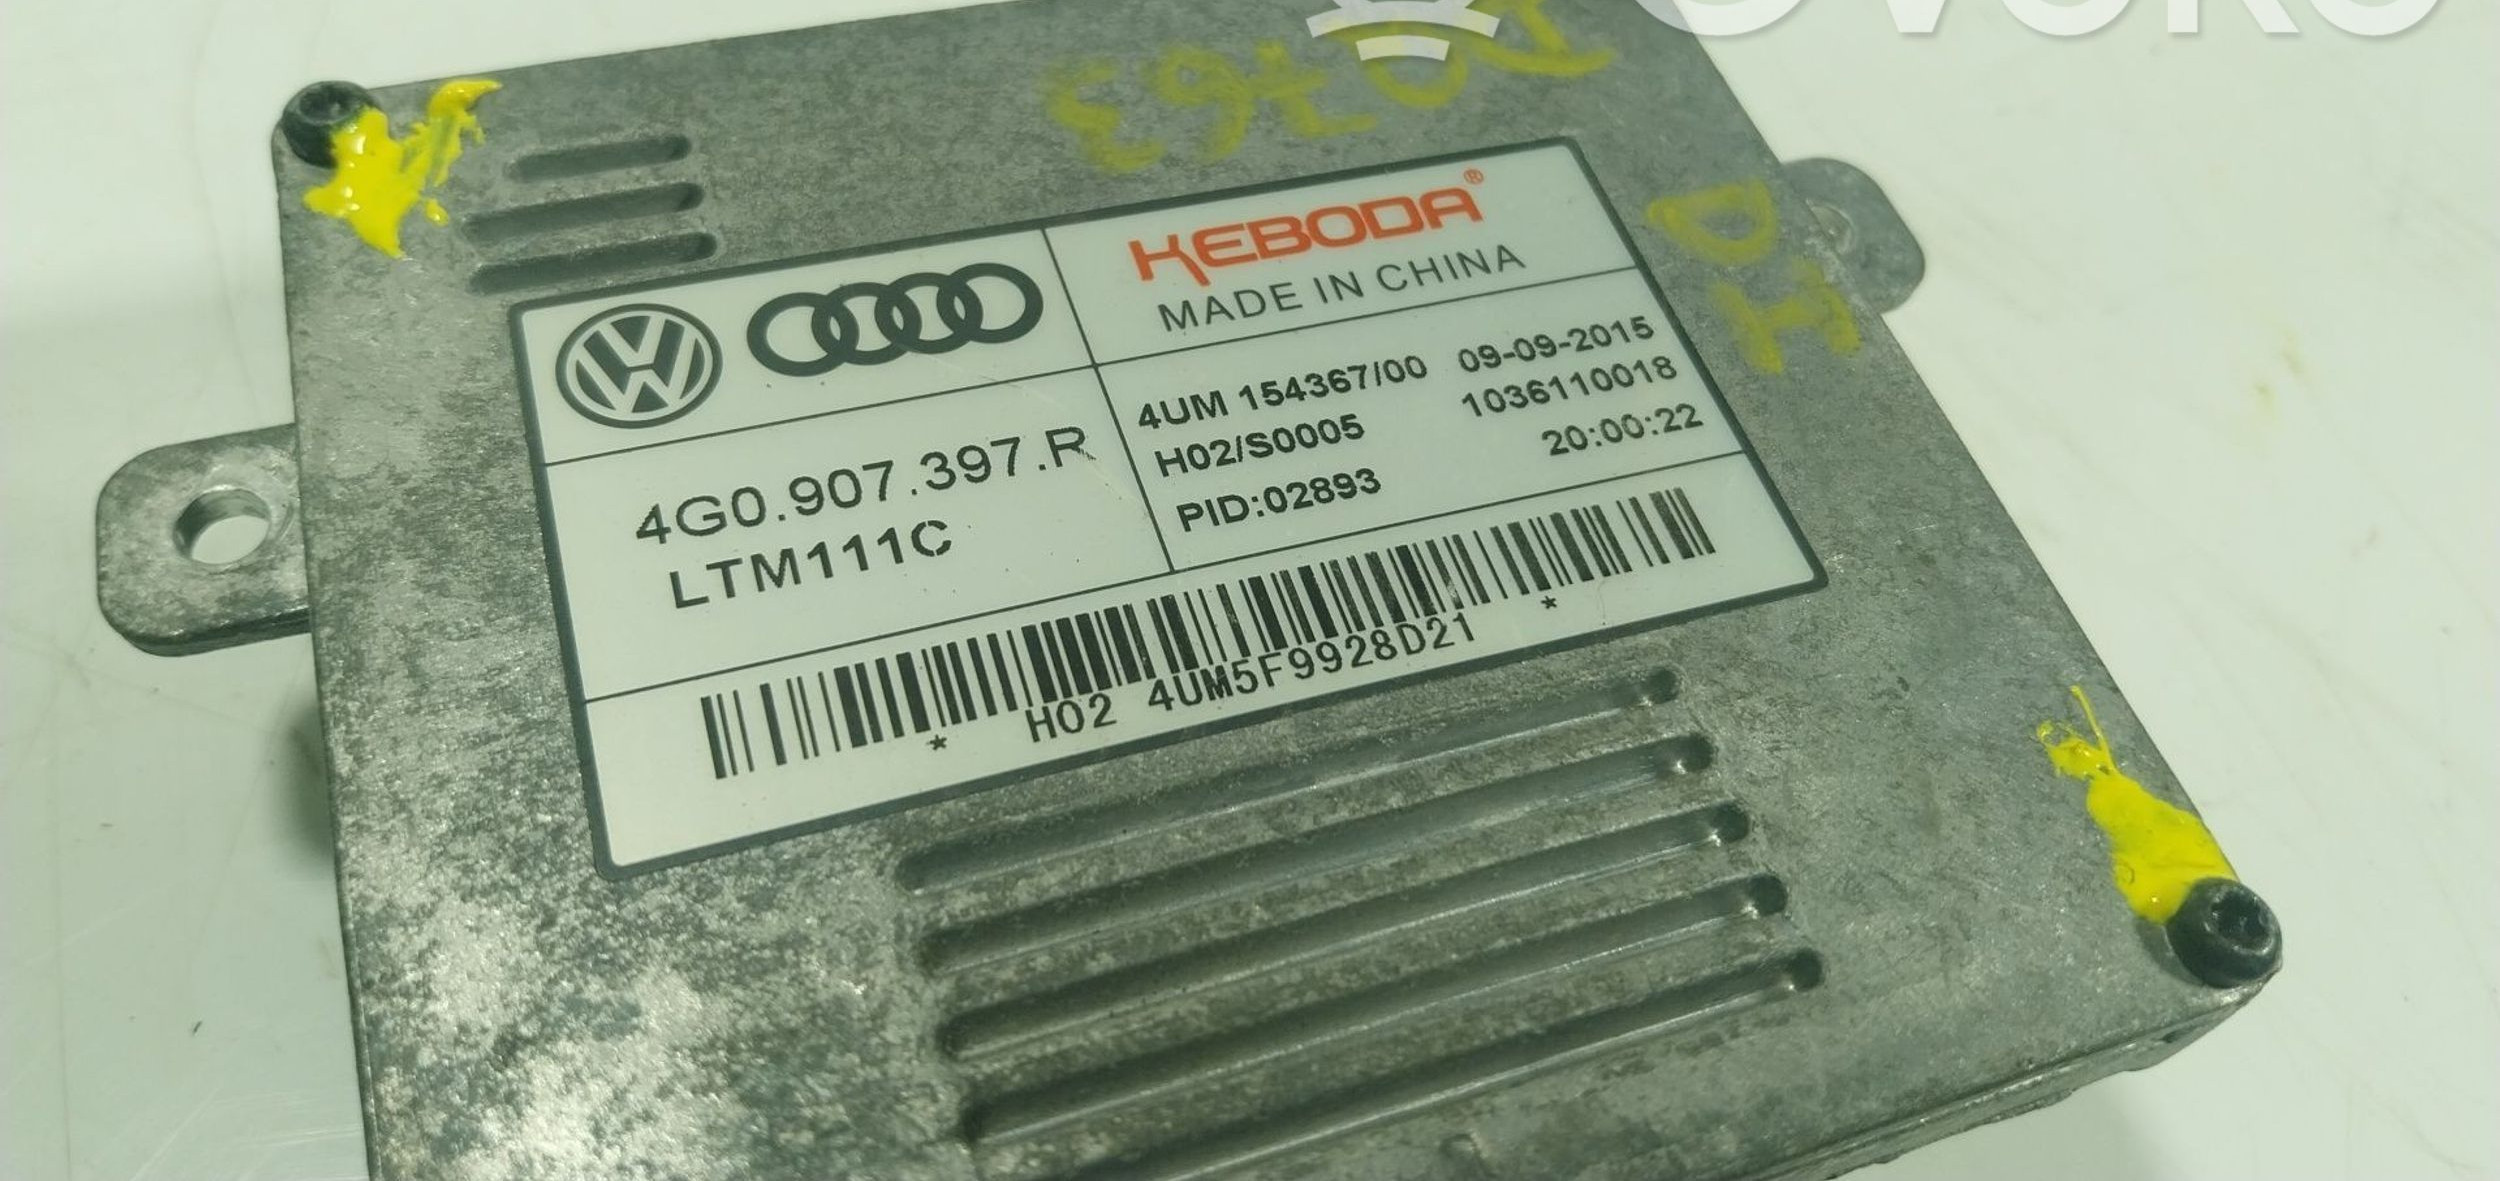 KEBODA®
MADE IN CHINA
4G0.907.397.R
LTM111C
4UM 154367/00 09-09-2015
H02/S0005 1036110018
PID:02893 20:00:22
* H02 4UM5F9928D21 *